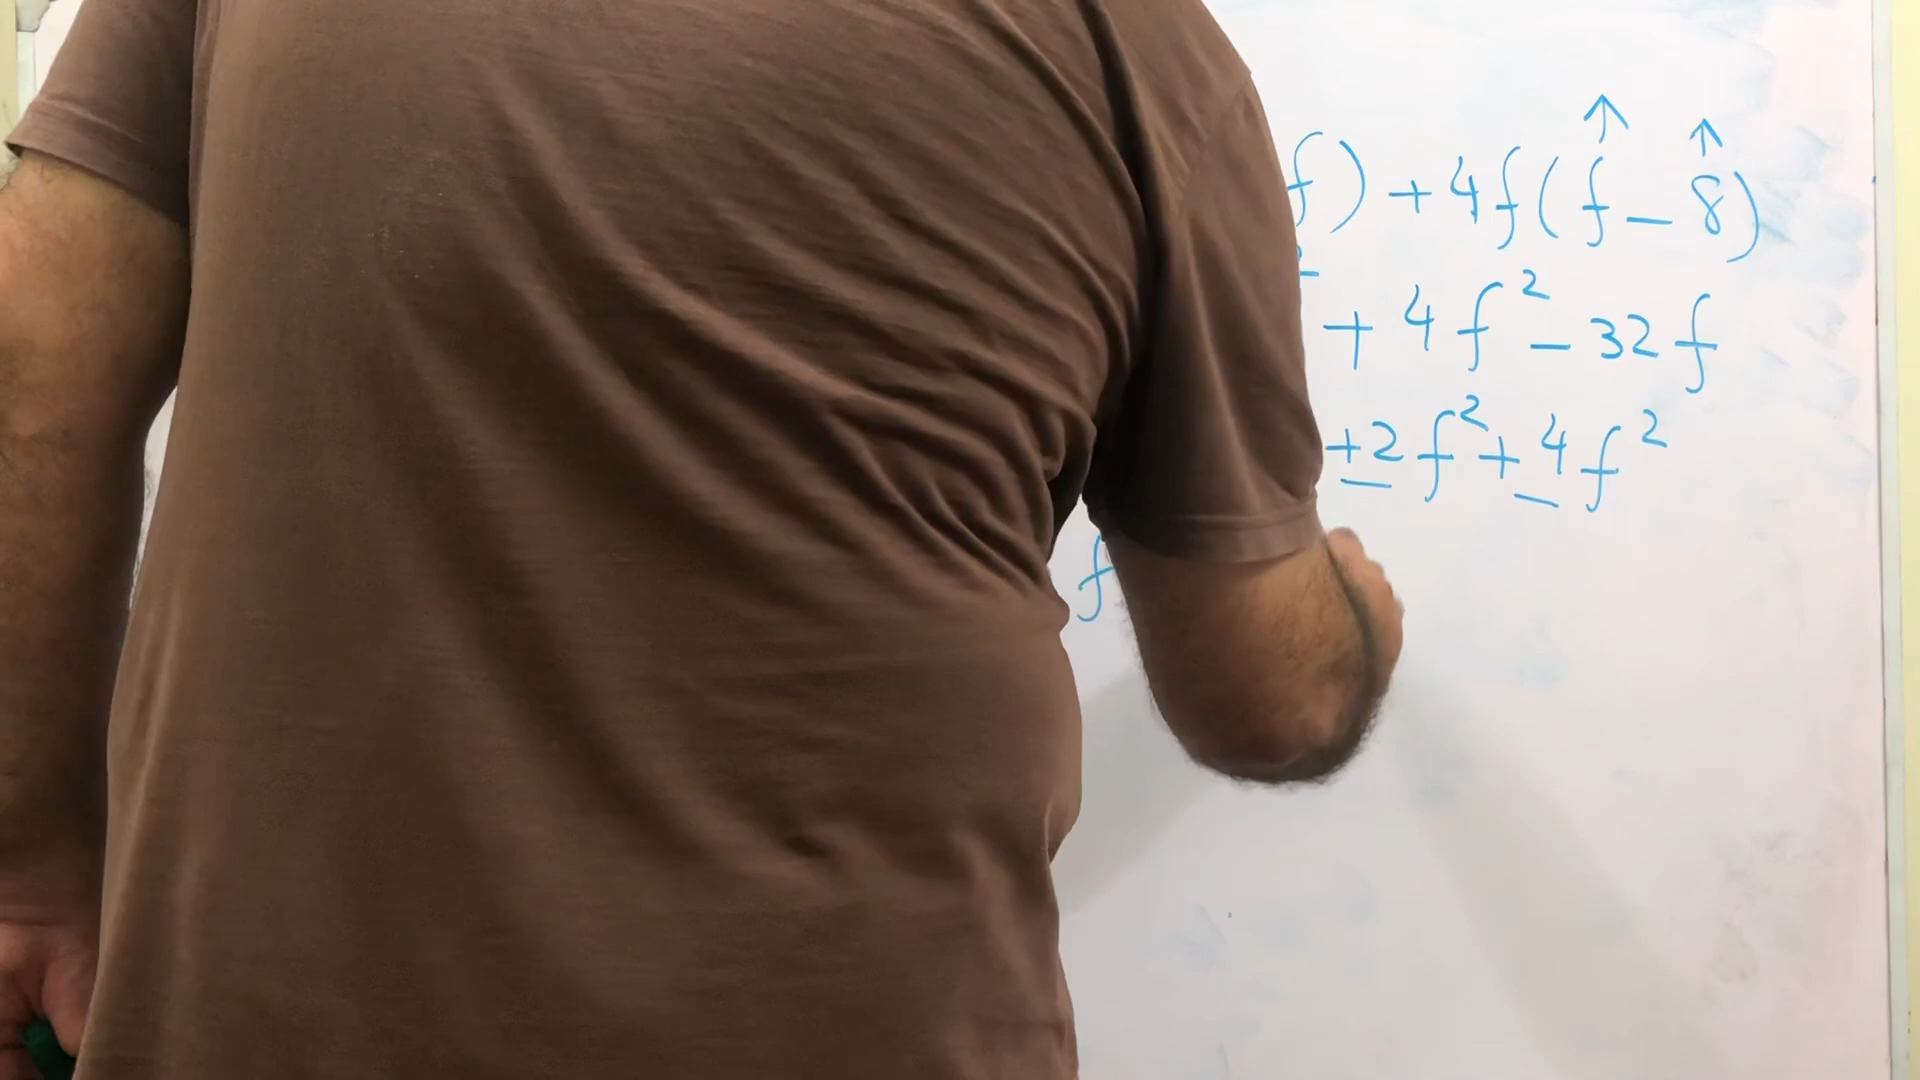 f) + 4f(f - 8)
+ 4f² - 32f
+2f² + 4f²
f